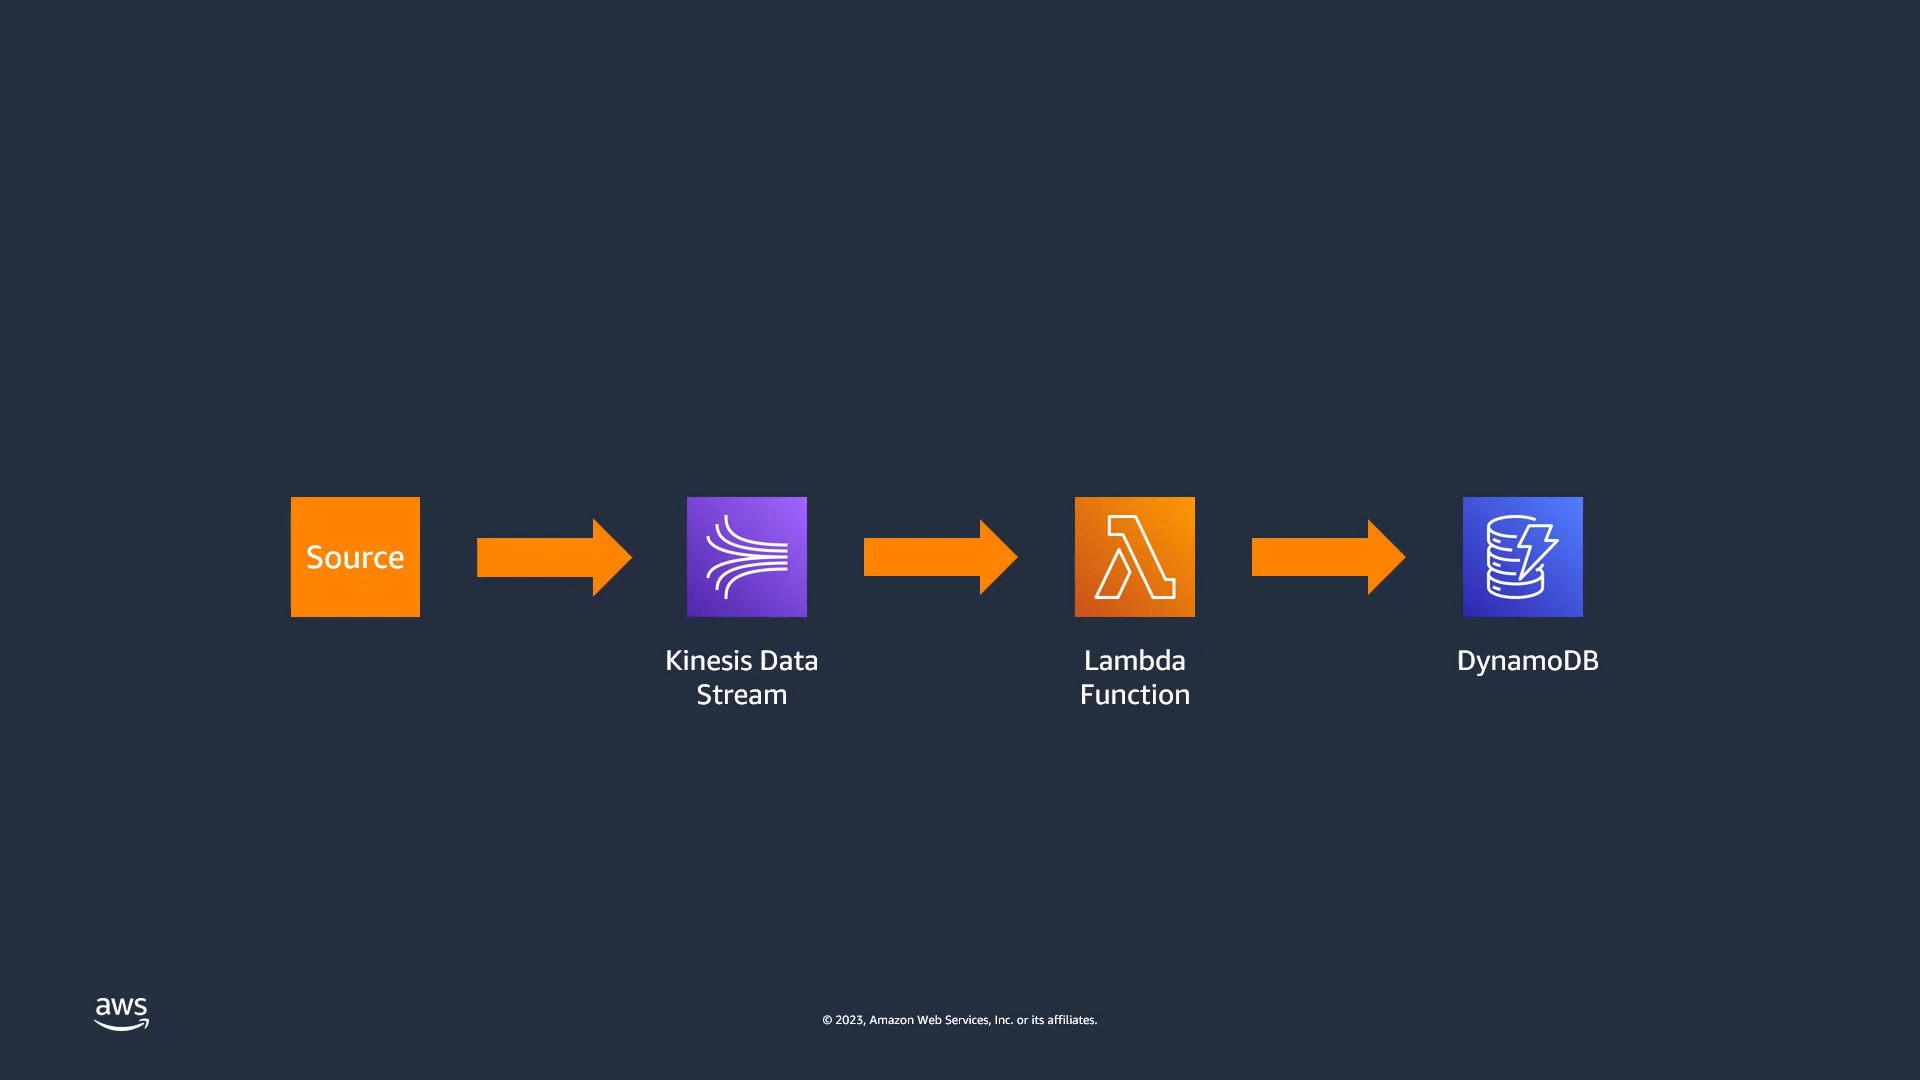 Source
Kinesis Data
Stream
Lambda
Function
DynamoDB
aws
© 2023, Amazon Web Services, Inc. or its affiliates.